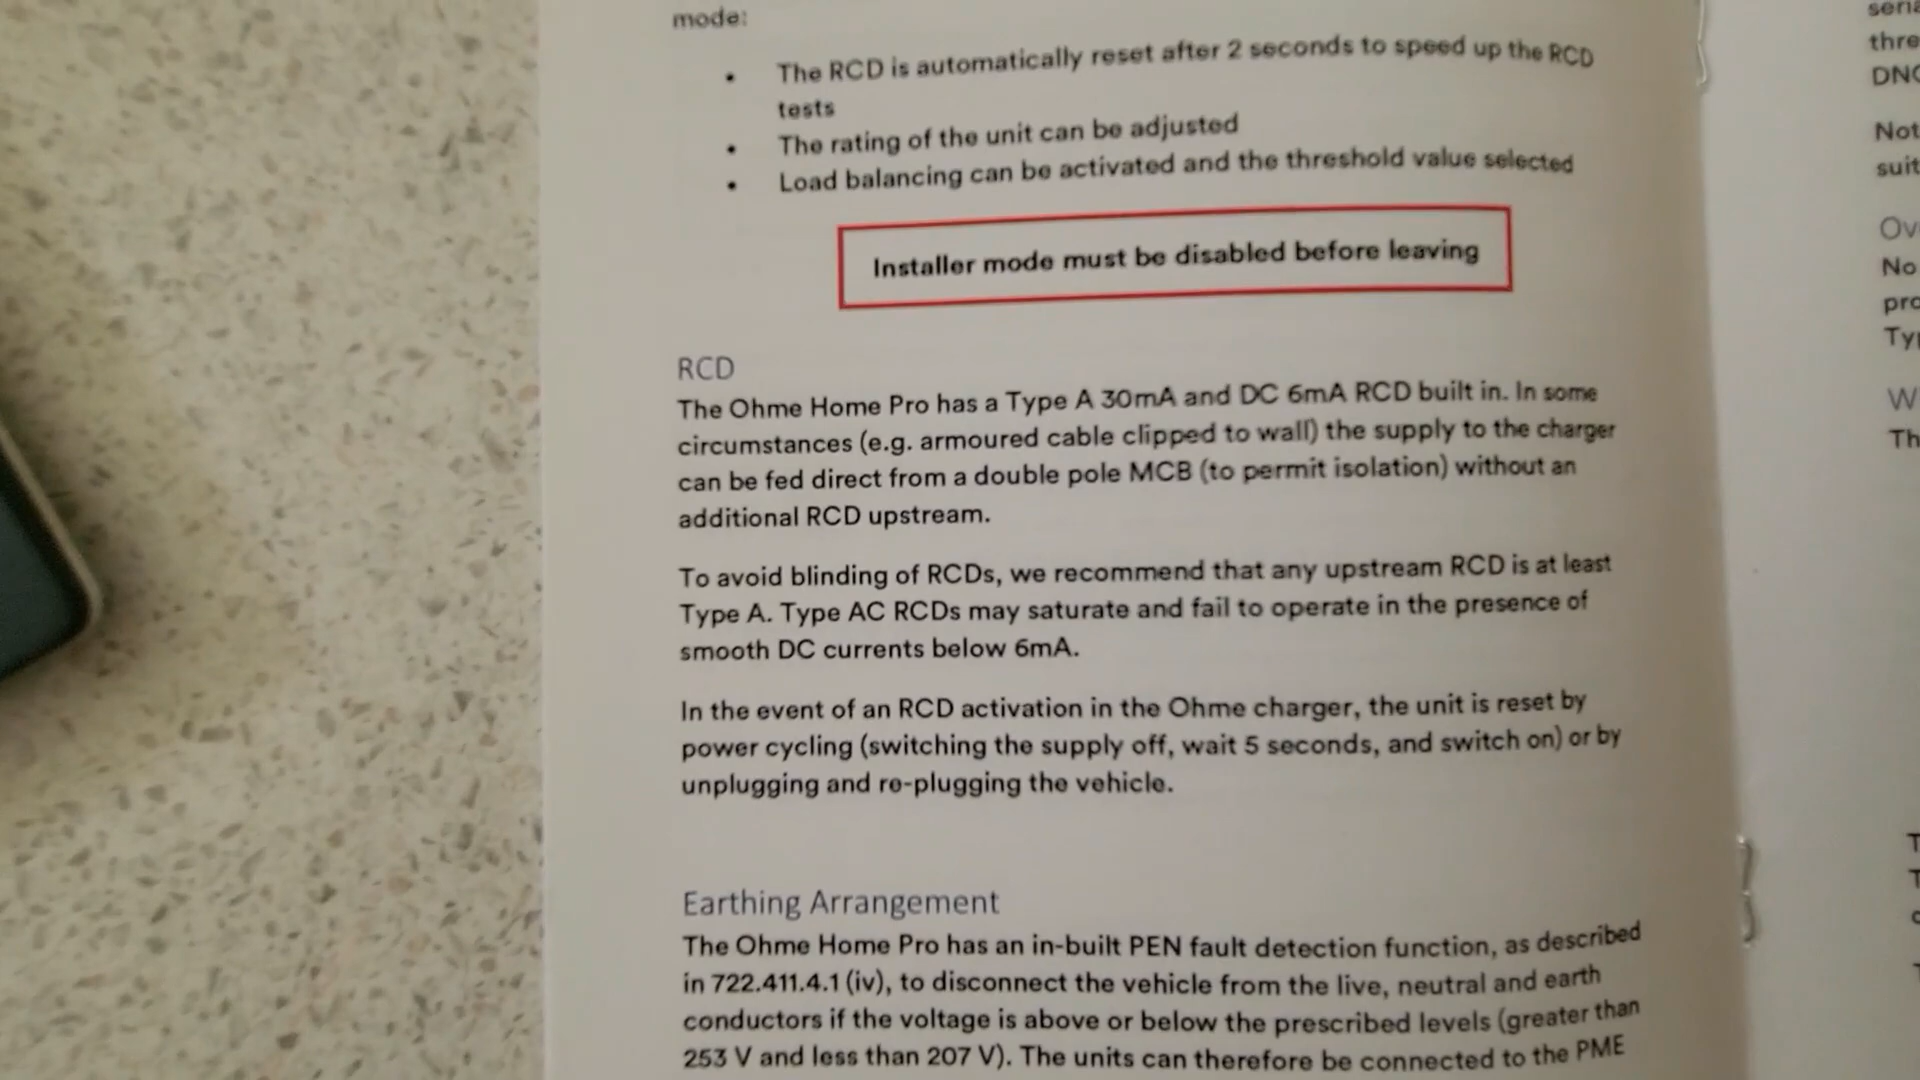 mode:
• The RCD is automatically reset after 2 seconds to speed up the RCD
tests
• The rating of the unit can be adjusted
• Load balancing can be activated and the threshold value selected
Installer mode must be disabled before leaving
RCD
The Ohme Home Pro has a Type A 30mA and DC 6mA RCD built in. In some
circumstances (e.g. armoured cable clipped to wall) the supply to the charger
can be fed direct from a double pole MCB (to permit isolation) without an
additional RCD upstream.
To avoid blinding of RCDs, we recommend that any upstream RCD is at least
Type A. Type AC RCDs may saturate and fail to operate in the presence of
smooth DC currents below 6mA.
In the event of an RCD activation in the Ohme charger, the unit is reset by
power cycling (switching the supply off, wait 5 seconds, and switch on) or by
unplugging and re-plugging the vehicle.
Earthing Arrangement
The Ohme Home Pro has an in-built PEN fault detection function, as described
in 722.411.4.1 (iv), to disconnect the vehicle from the live, neutral and earth
conductors if the voltage is above or below the prescribed levels (greater than
253 V and less than 207 V). The units can therefore be connected to the PME
No